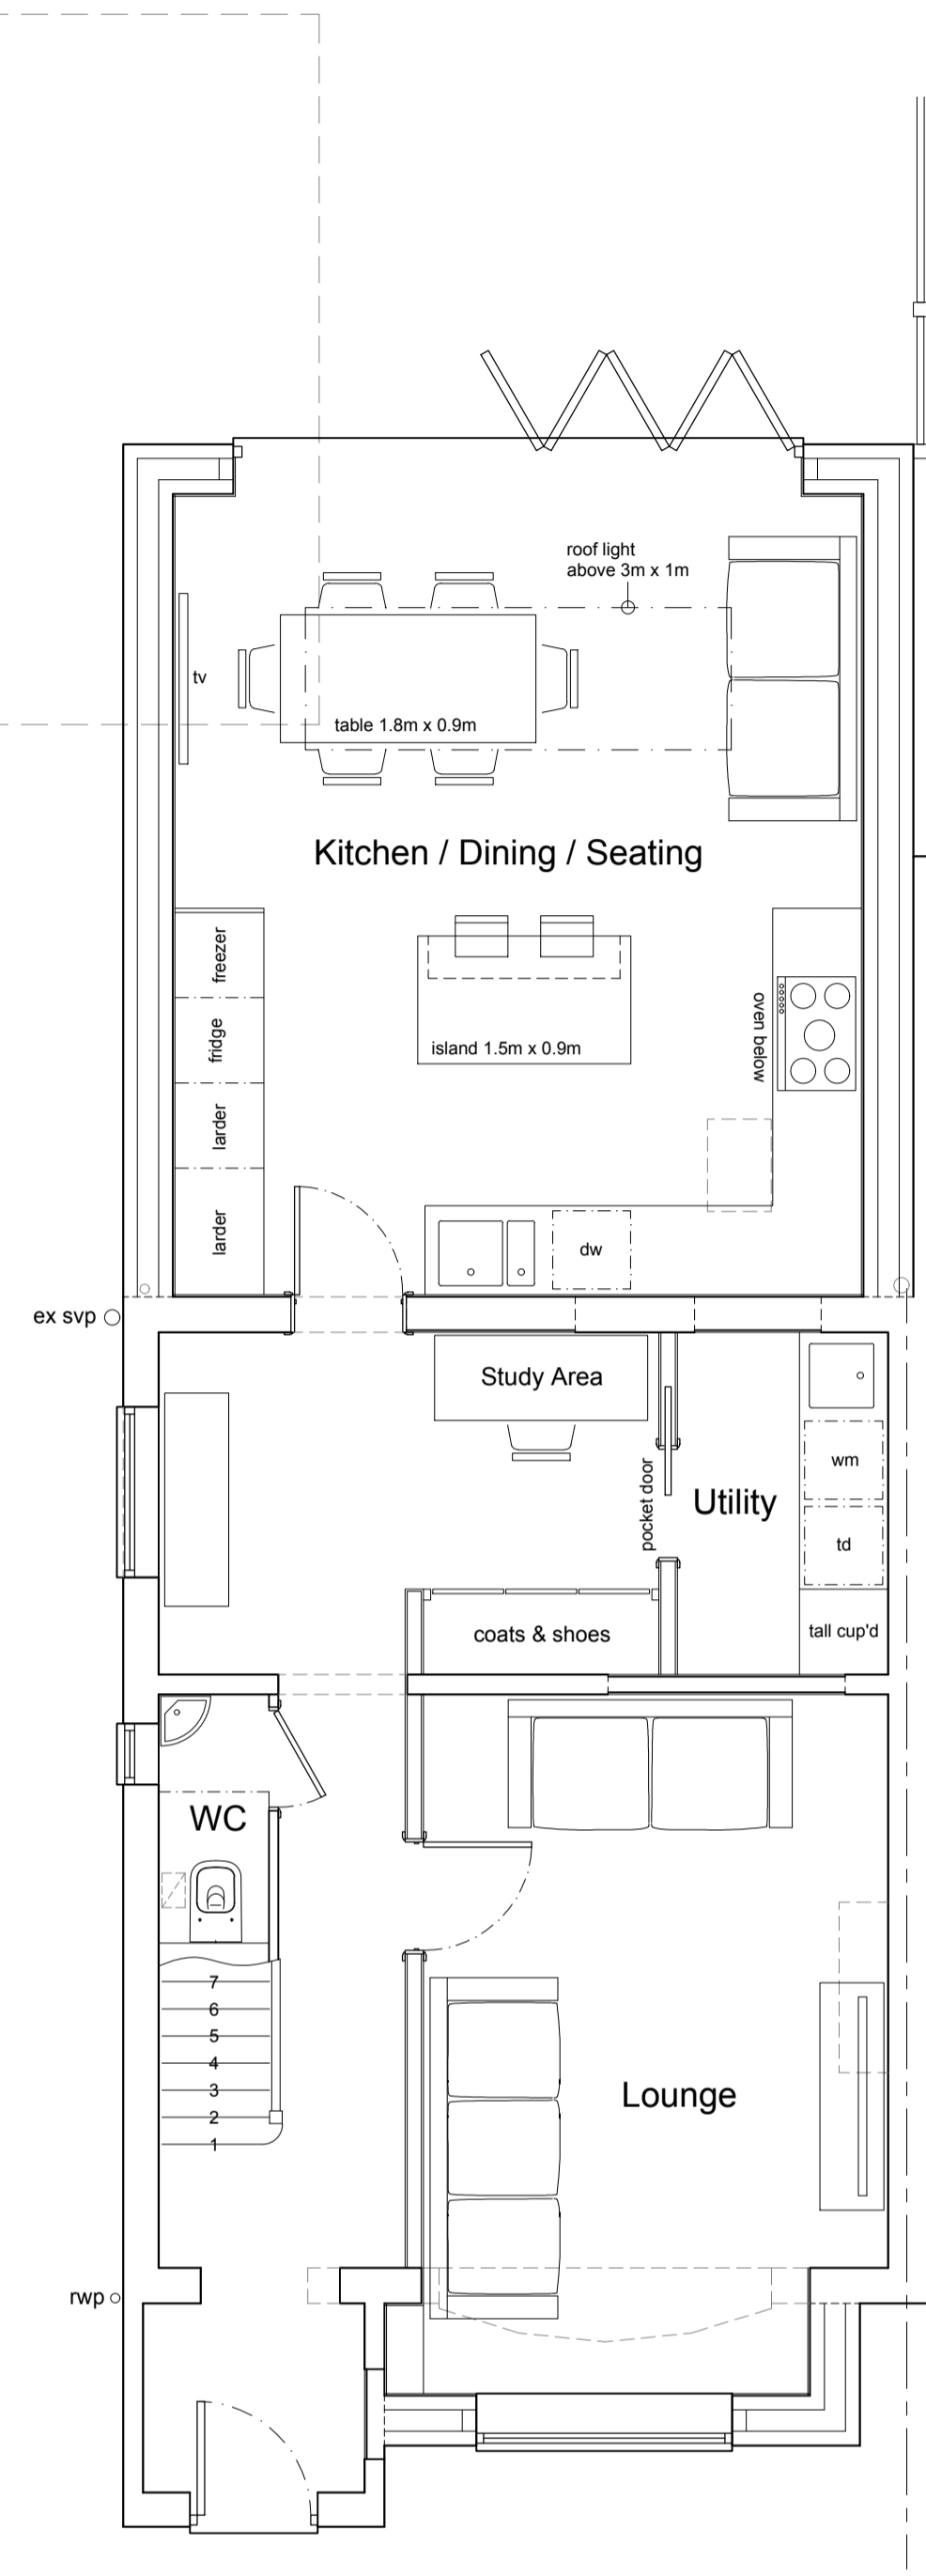 roof light
above 3m x 1m
tv
table 1.8m x 0.9m
Kitchen / Dining / Seating
freezer
fridge
larder
larder
island 1.5m x 0.9m
oven below
dw
ex svp
Study Area
pocket door
Utility
wm
td
tall cup'd
coats & shoes
WC
7
6
5
4
3
2
1
Lounge
rwp